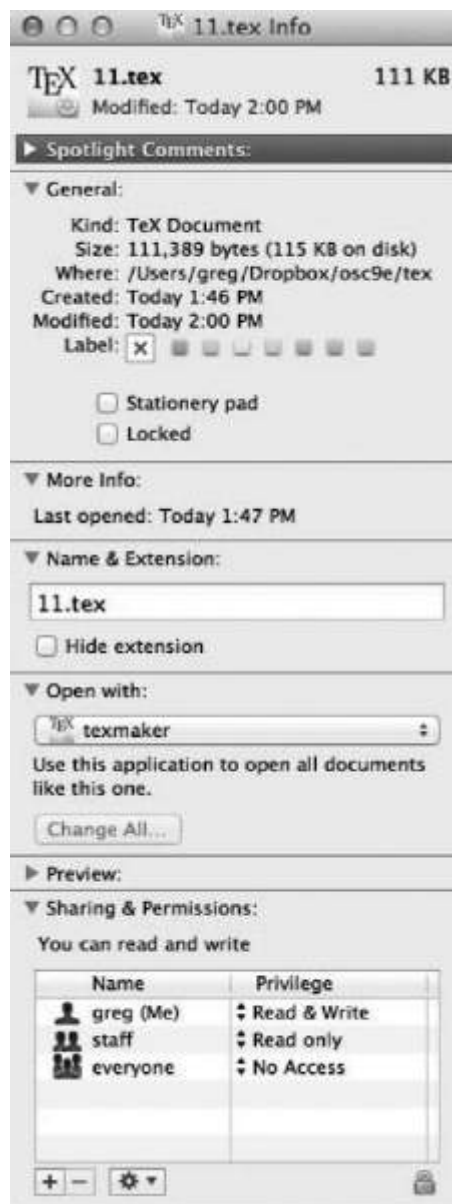 TEX 11.tex Info
TEX 11.tex 111 KB
Modified: Today 2:00 PM
Spotlight Comments:
General:
Kind: TeX Document
Size: 111,389 bytes (115 KB on disk)
Where: /Users/greg/Dropbox/osc9e/tex
Created: Today 1:46 PM
Modified: Today 2:00 PM
Label:
Stationery pad
Locked
More Info:
Last opened: Today 1:47 PM
Name & Extension:
11.tex
Hide extension
Open with:
TEX texmaker
Use this application to open all documents
like this one.
Change All...
Preview:
Sharing & Permissions:
You can read and write
Name Privilege
greg (Me) Read & Write
staff Read only
everyone No Access